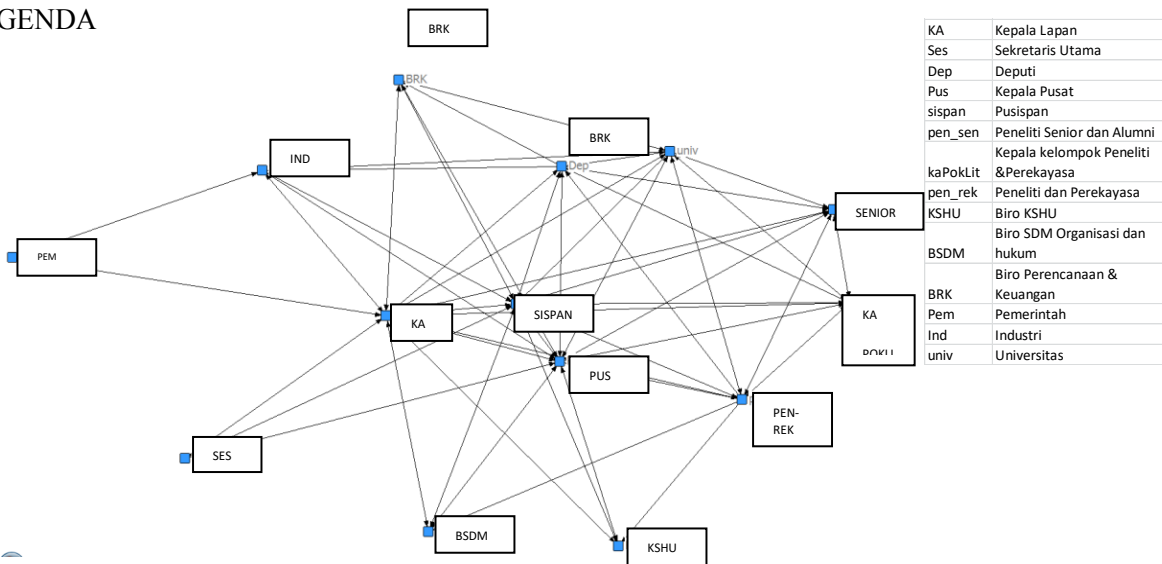 GENDA
BRK
BRK
BRK
IND
Dep
univ
SENIOR
PEM
KA
SISPAN
KA
PUS
PEN-
REK
SES
BSDM
KSHU
KA Kepala Lapan
Ses Sekretaris Utama
Dep Deputi
Pus Kepala Pusat
sispan Pusispan
pen_sen Peneliti Senior dan Alumni
Kepala kelompok Peneliti
kaPokLit &Perekayasa
pen_rek Peneliti dan Perekayasa
KSHU Biro KSHU
Biro SDM Organisasi dan
BSDM hukum
Biro Perencanaan &
BRK Keuangan
Pem Pemerintah
Ind Industri
univ Universitas